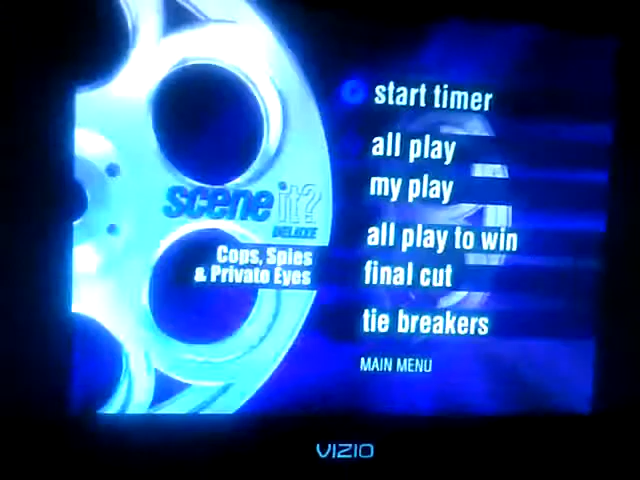 start timer
all play
my play
scene it?
DELUXE
Cops, Spies
& Private Eyes
all play to win
final cut
tie breakers
MAIN MENU
VIZIO